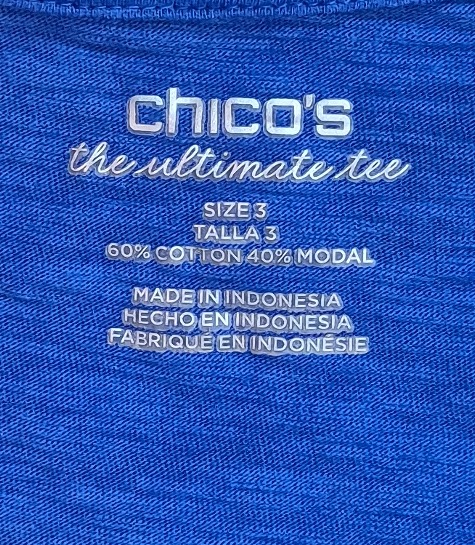 chico's
the ultimate tee
SIZE 3
TALLA 3
60% COTTON 40% MODAL
MADE IN INDONESIA
HECHO EN INDONESIA
FABRIQUÉ EN INDONÉSIE